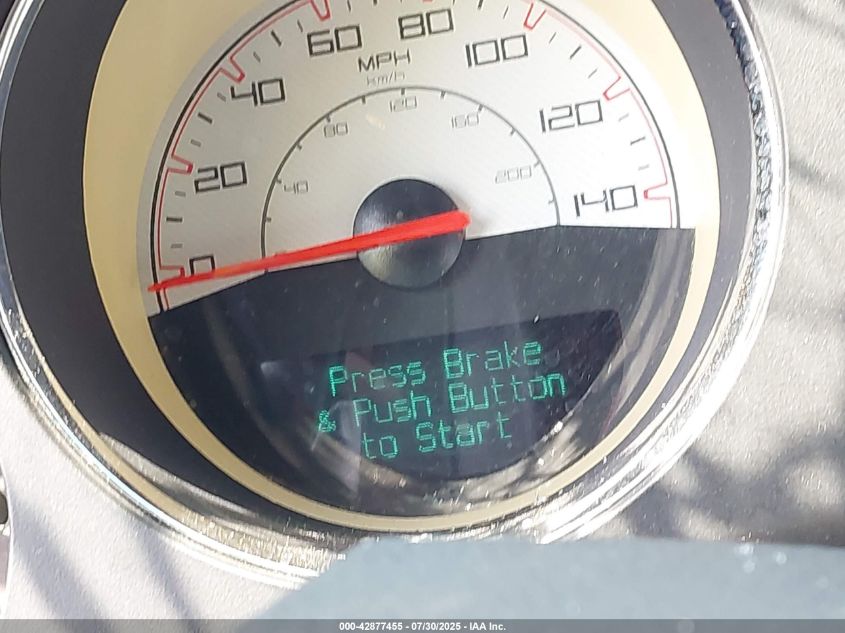 60 80 100
MPH
km/h
40 120
80 120 160
20 40 200 140
0
Press Brake
& Push Button
to Start
000-42877455 - 07/30/2025 - IAA Inc.